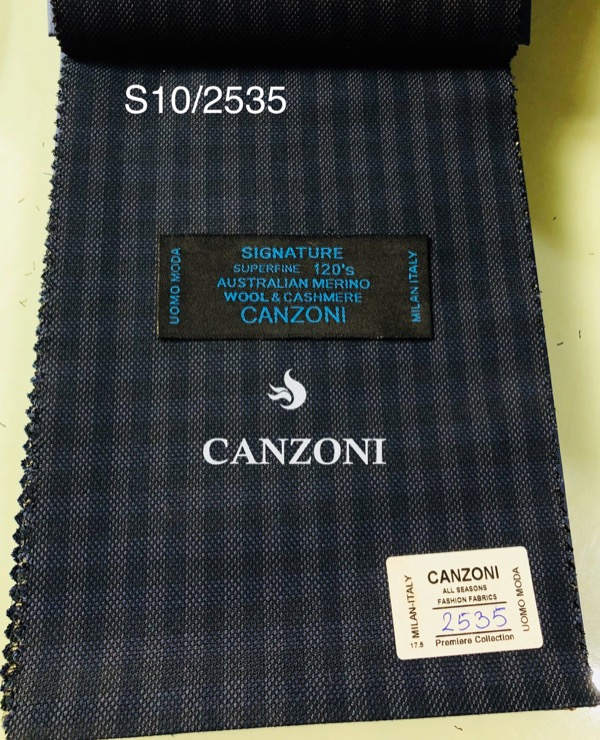 S10/2535
UOMO MODA
SIGNATURE
SUPERFINE 120's
AUSTRALIAN MERINO
WOOL & CASHMERE
CANZONI
MILAN ITALY
CANZONI
MILAN-ITALY
17.5
CANZONI
ALL SEASONS
FASHION FABRICS
2535
Premiere Collection
UOMO MODA